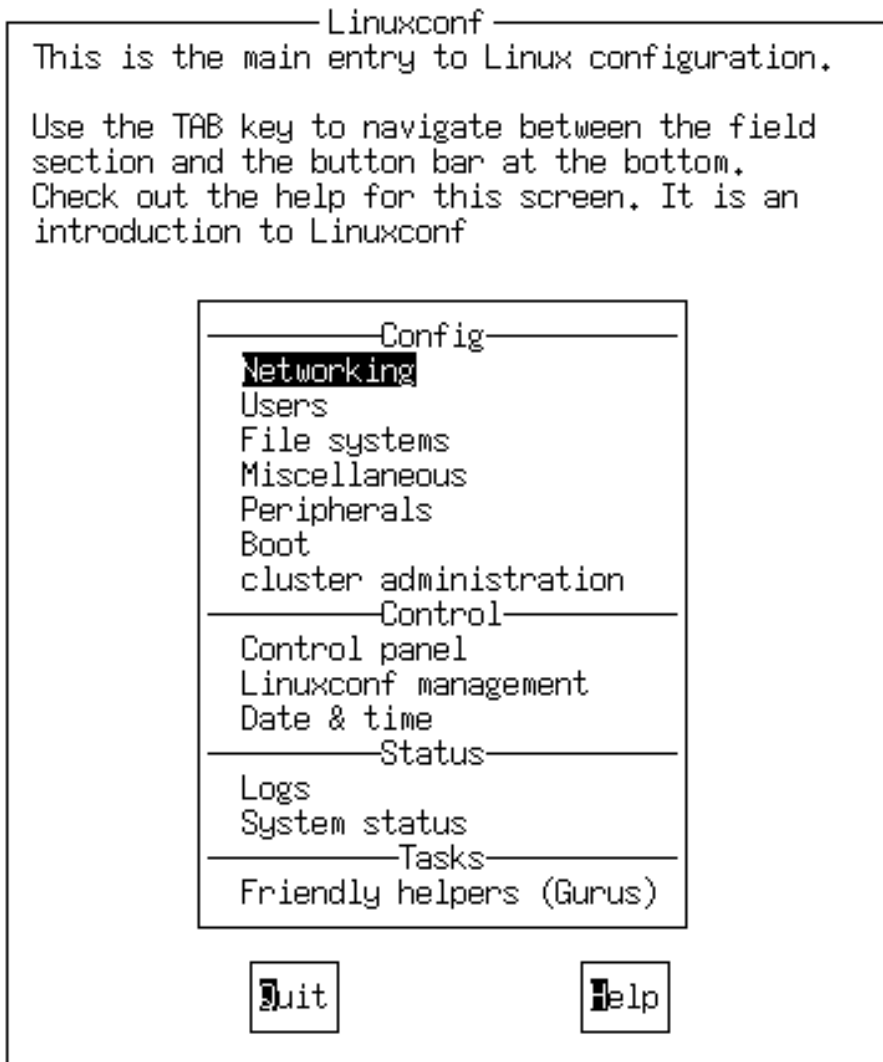 Linuxconf
This is the main entry to Linux configuration.
Use the TAB key to navigate between the field
section and the button bar at the bottom.
Check out the help for this screen. It is an
introduction to Linuxconf
Config
Networking
Users
File systems
Miscellaneous
Peripherals
Boot
cluster administration
Control
Control panel
Linuxconf management
Date & time
Status
Logs
System status
Tasks
Friendly helpers (Gurus)
Quit Help